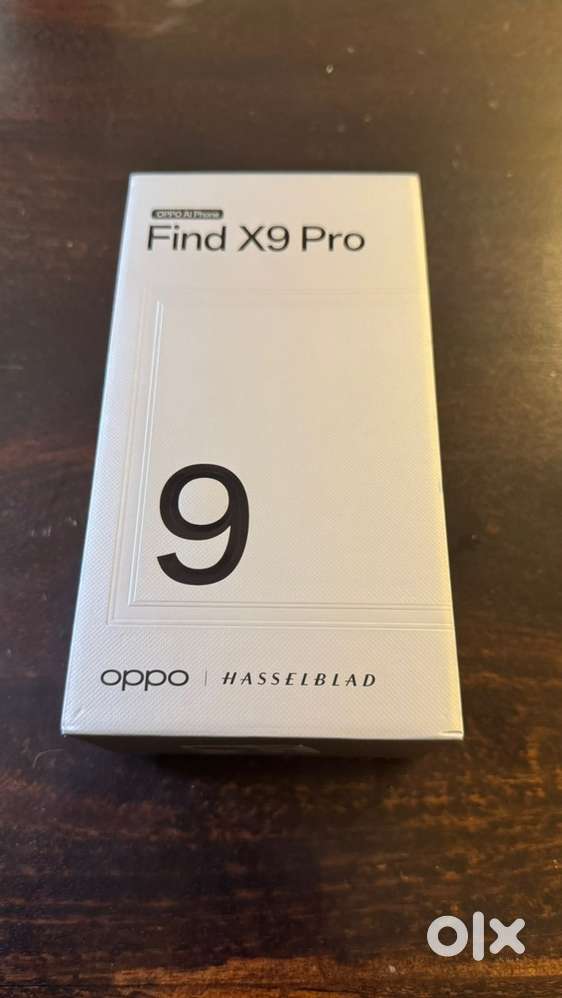 OPPO AI Phone
Find X9 Pro
9
oppo | HASSELBLAD
olx